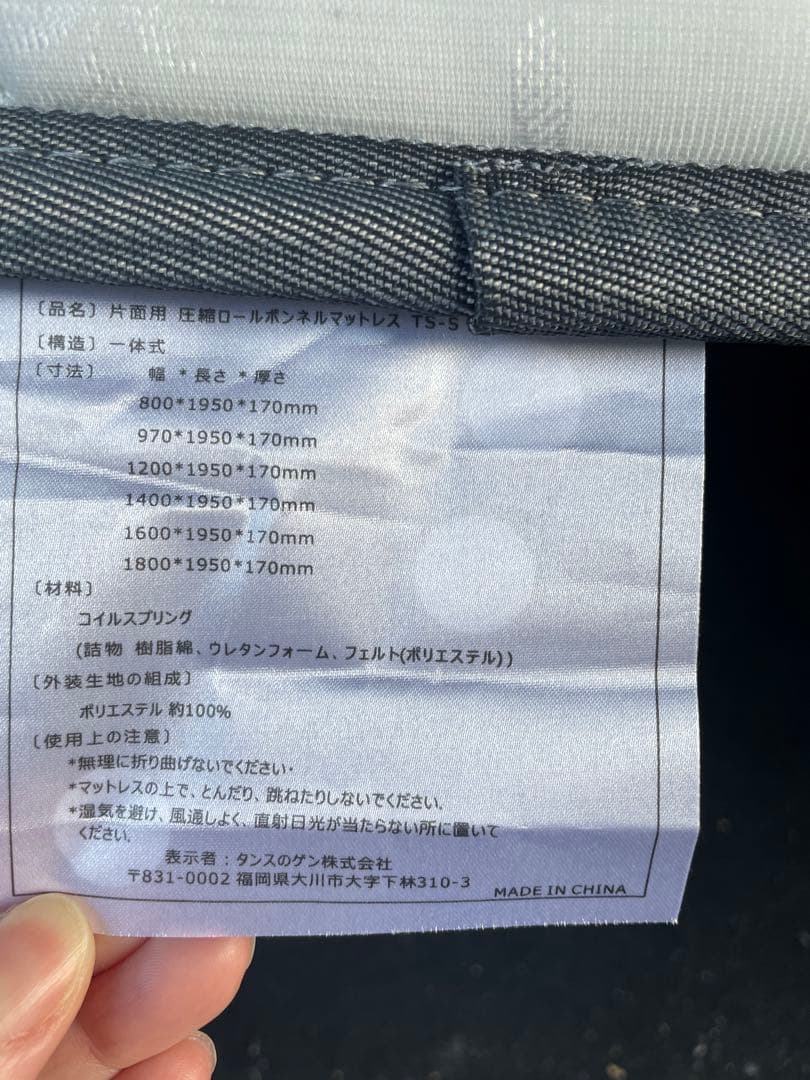 〔品名〕片面用 圧縮ロールボンネルマットレス TS-S
〔構造〕一体式
〔寸法〕 幅 *長さ *厚さ
800*1950*170mm
970*1950*170mm
1200*1950*170mm
1400*1950*170mm
1600*1950*170mm
1800*1950*170mm
〔材料〕
コイルスプリング
(詰物 樹脂綿、ウレタンフォーム、フェルト(ポリエステル))
〔外装生地の組成〕
ポリエステル 約100%
〔使用上の注意〕
*無理に折り曲げないでください・
*マットレスの上で、とんだり、跳ねたりしないでください.
*湿気を避け、風通しよく、直射日光が当たらない所に置いて
ください.
表示者：タンスのゲン株式会社
〒831-0002 福岡県大川市大字下林310-3
MADE IN CHINA